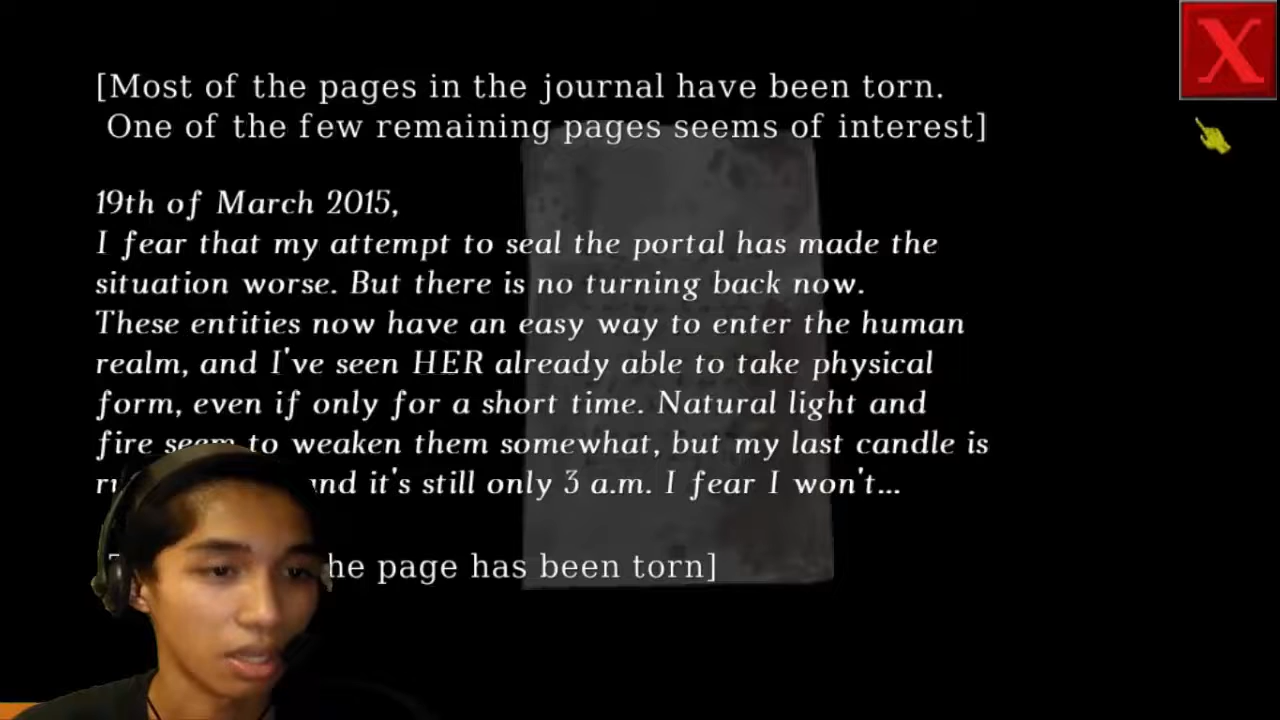 [Most of the pages in the journal have been torn.
One of the few remaining pages seems of interest]
19th of March 2015,
I fear that my attempt to seal the portal has made the
situation worse. But there is no turning back now.
These entities now have an easy way to enter the human
realm, and I've seen HER already able to take physical
form, even if only for a short time. Natural light and
fire seem to weaken them somewhat, but my last candle is
and it's still only 3 a.m. I fear I won't...
the page has been torn]
X